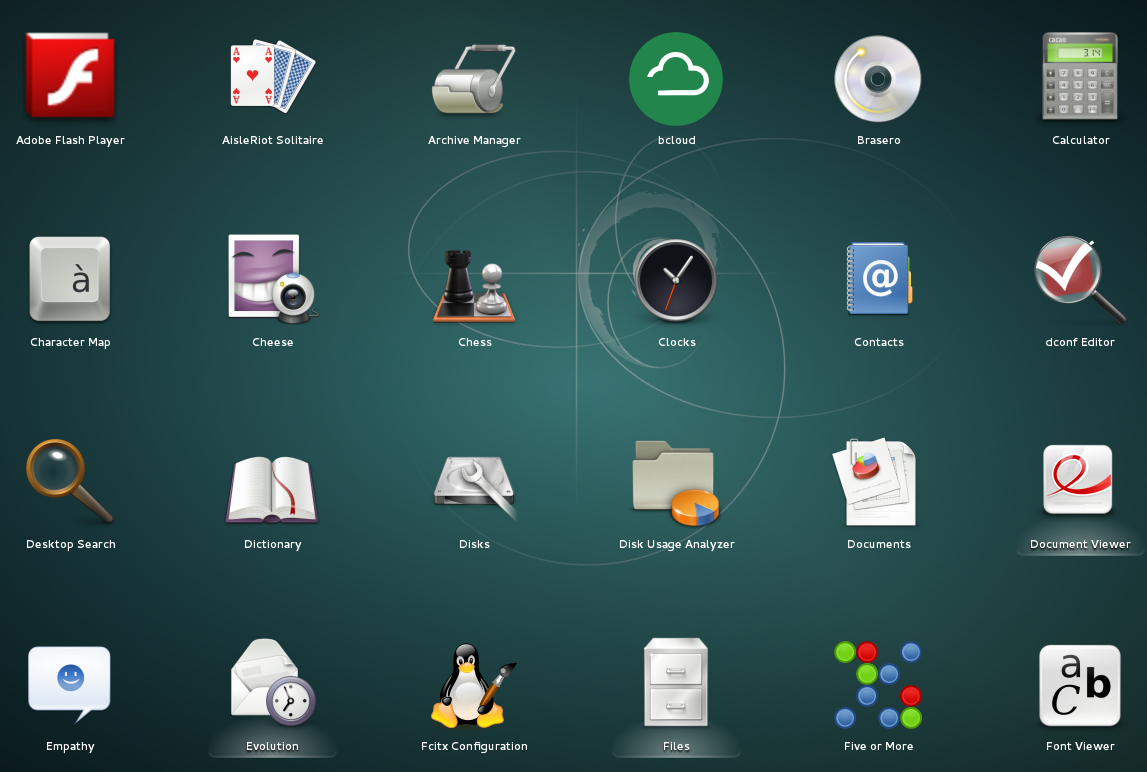 Adobe Flash Player
AisleRiot Solitaire
Archive Manager
bcloud
Brasero
Calculator
Character Map
Cheese
Chess
Clocks
Contacts
dconf Editor
Desktop Search
Dictionary
Disks
Disk Usage Analyzer
Documents
Document Viewer
Empathy
Evolution
Fcitx Configuration
Files
Five or More
Font Viewer